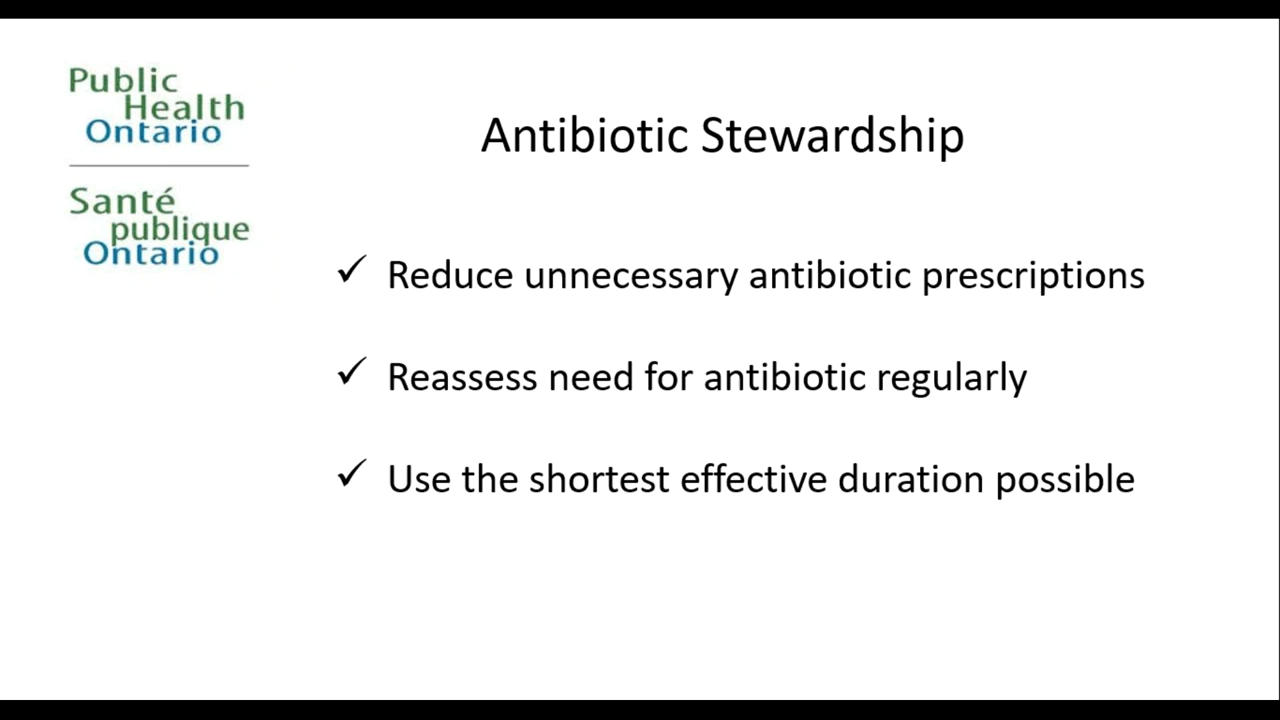 Public
Health
Ontario
Santé
publique
Ontario
Antibiotic Stewardship
✓ Reduce unnecessary antibiotic prescriptions
✓ Reassess need for antibiotic regularly
✓ Use the shortest effective duration possible